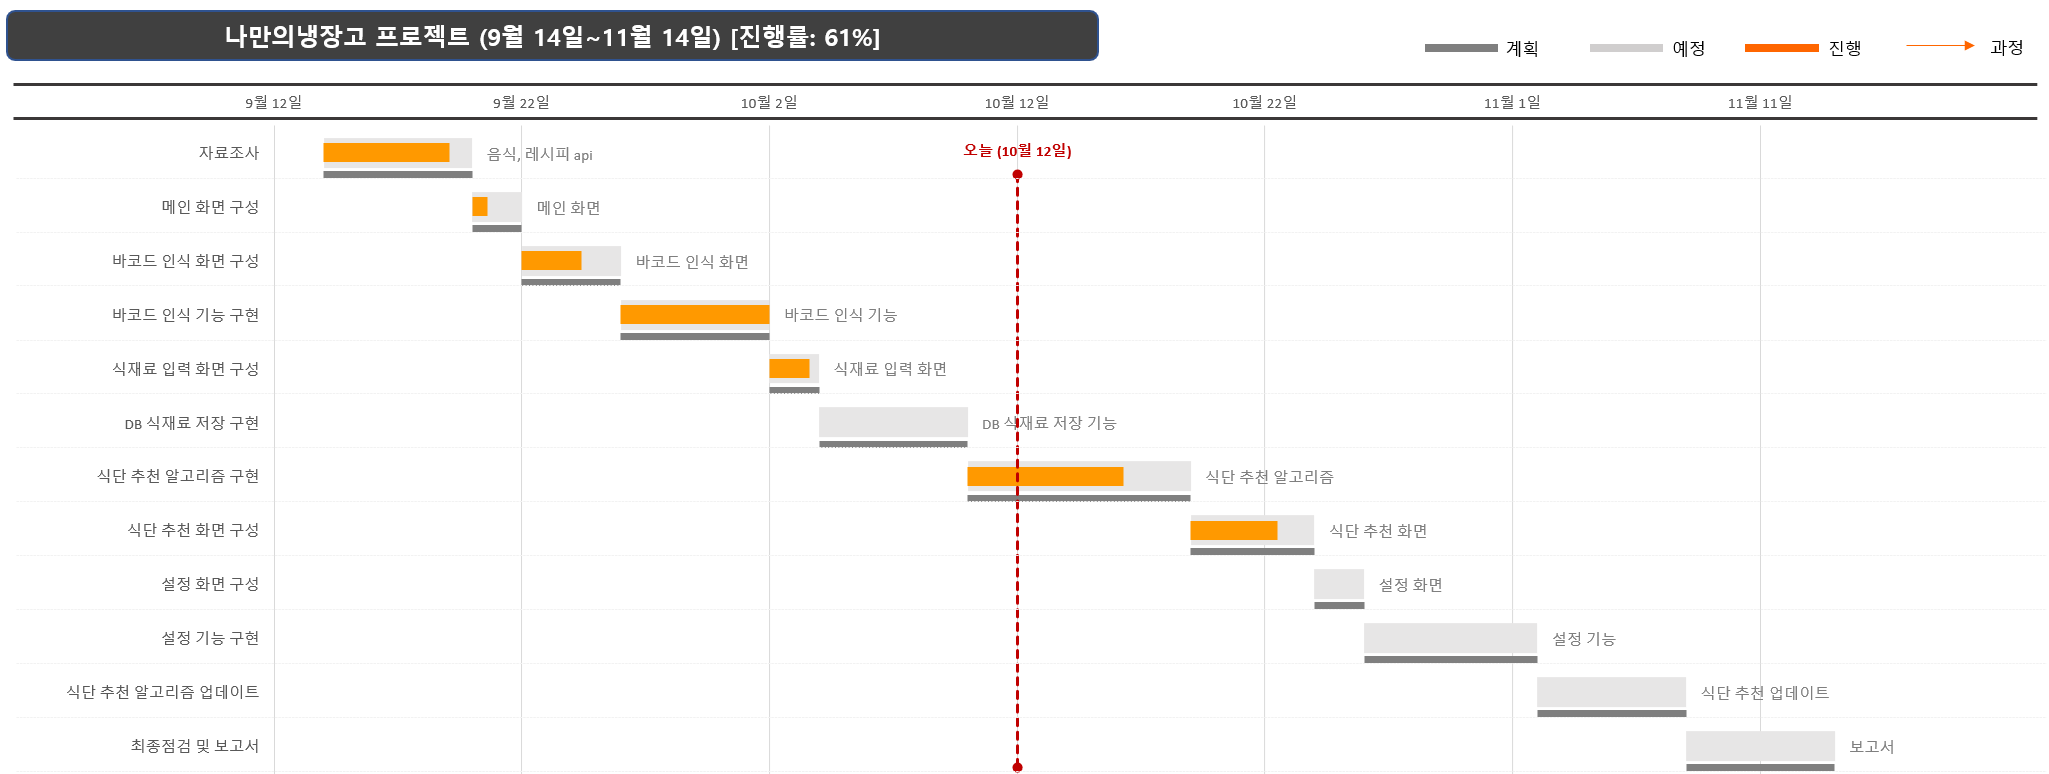 나만의냉장고 프로젝트 (9월 14일~11월 14일) [진행률: 61%]
계획 예정 진행 과정
9월 12일 9월 22일 10월 2일 10월 12일 10월 22일 11월 1일 11월 11일
자료조사 음식, 레시피 api 오늘 (10월 12일)
메인 화면 구성 메인 화면
바코드 인식 화면 구성 바코드 인식 화면
바코드 인식 기능 구현 바코드 인식 기능
식재료 입력 화면 구성 식재료 입력 화면
DB 식재료 저장 구현 DB 식재료 저장 기능
식단 추천 알고리즘 구현 식단 추천 알고리즘
식단 추천 화면 구성 식단 추천 화면
설정 화면 구성 설정 화면
설정 기능 구현 설정 기능
식단 추천 알고리즘 업데이트 식단 추천 업데이트
최종점검 및 보고서 보고서